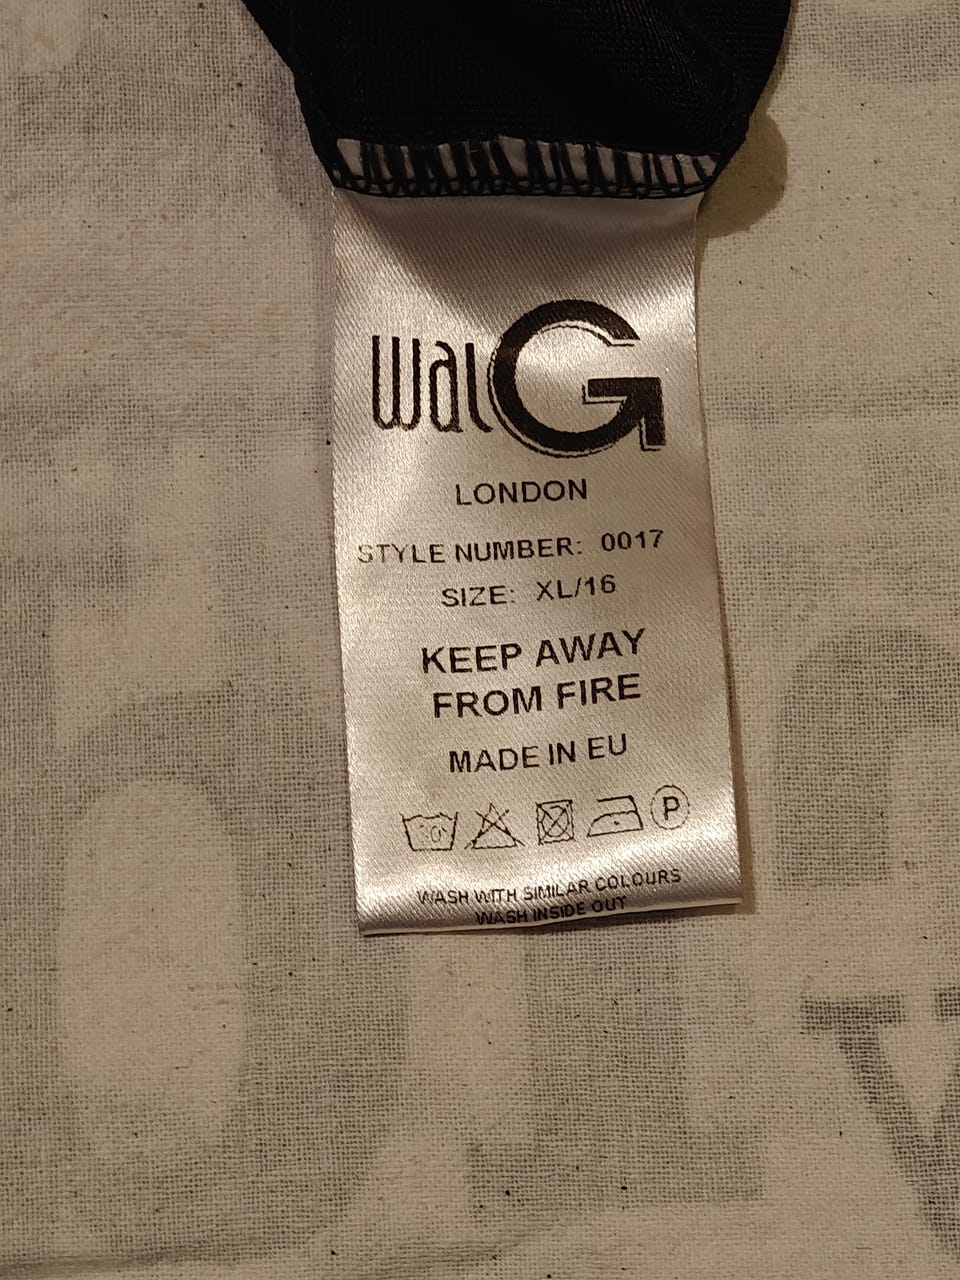 walG
LONDON
STYLE NUMBER: 0017
SIZE: XL/16
KEEP AWAY
FROM FIRE
MADE IN EU
30° P
WASH WITH SIMILAR COLOURS
WASH INSIDE OUT